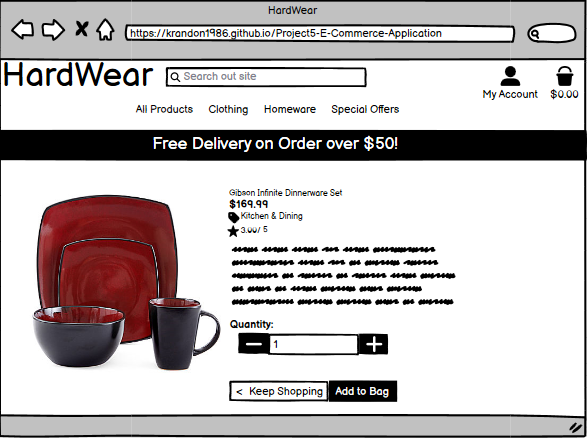 HardWear
https://krandon1986.github.io/Project5-E-Commerce-Application
HardWear
Search out site
My Account
$0.00
All Products Clothing Homeware Special Offers
Free Delivery on Order over $50!
Gibson Infinite Dinnerware Set
$169.99
Kitchen & Dining
3.00/ 5
Quantity:
1
< Keep Shopping
Add to Bag